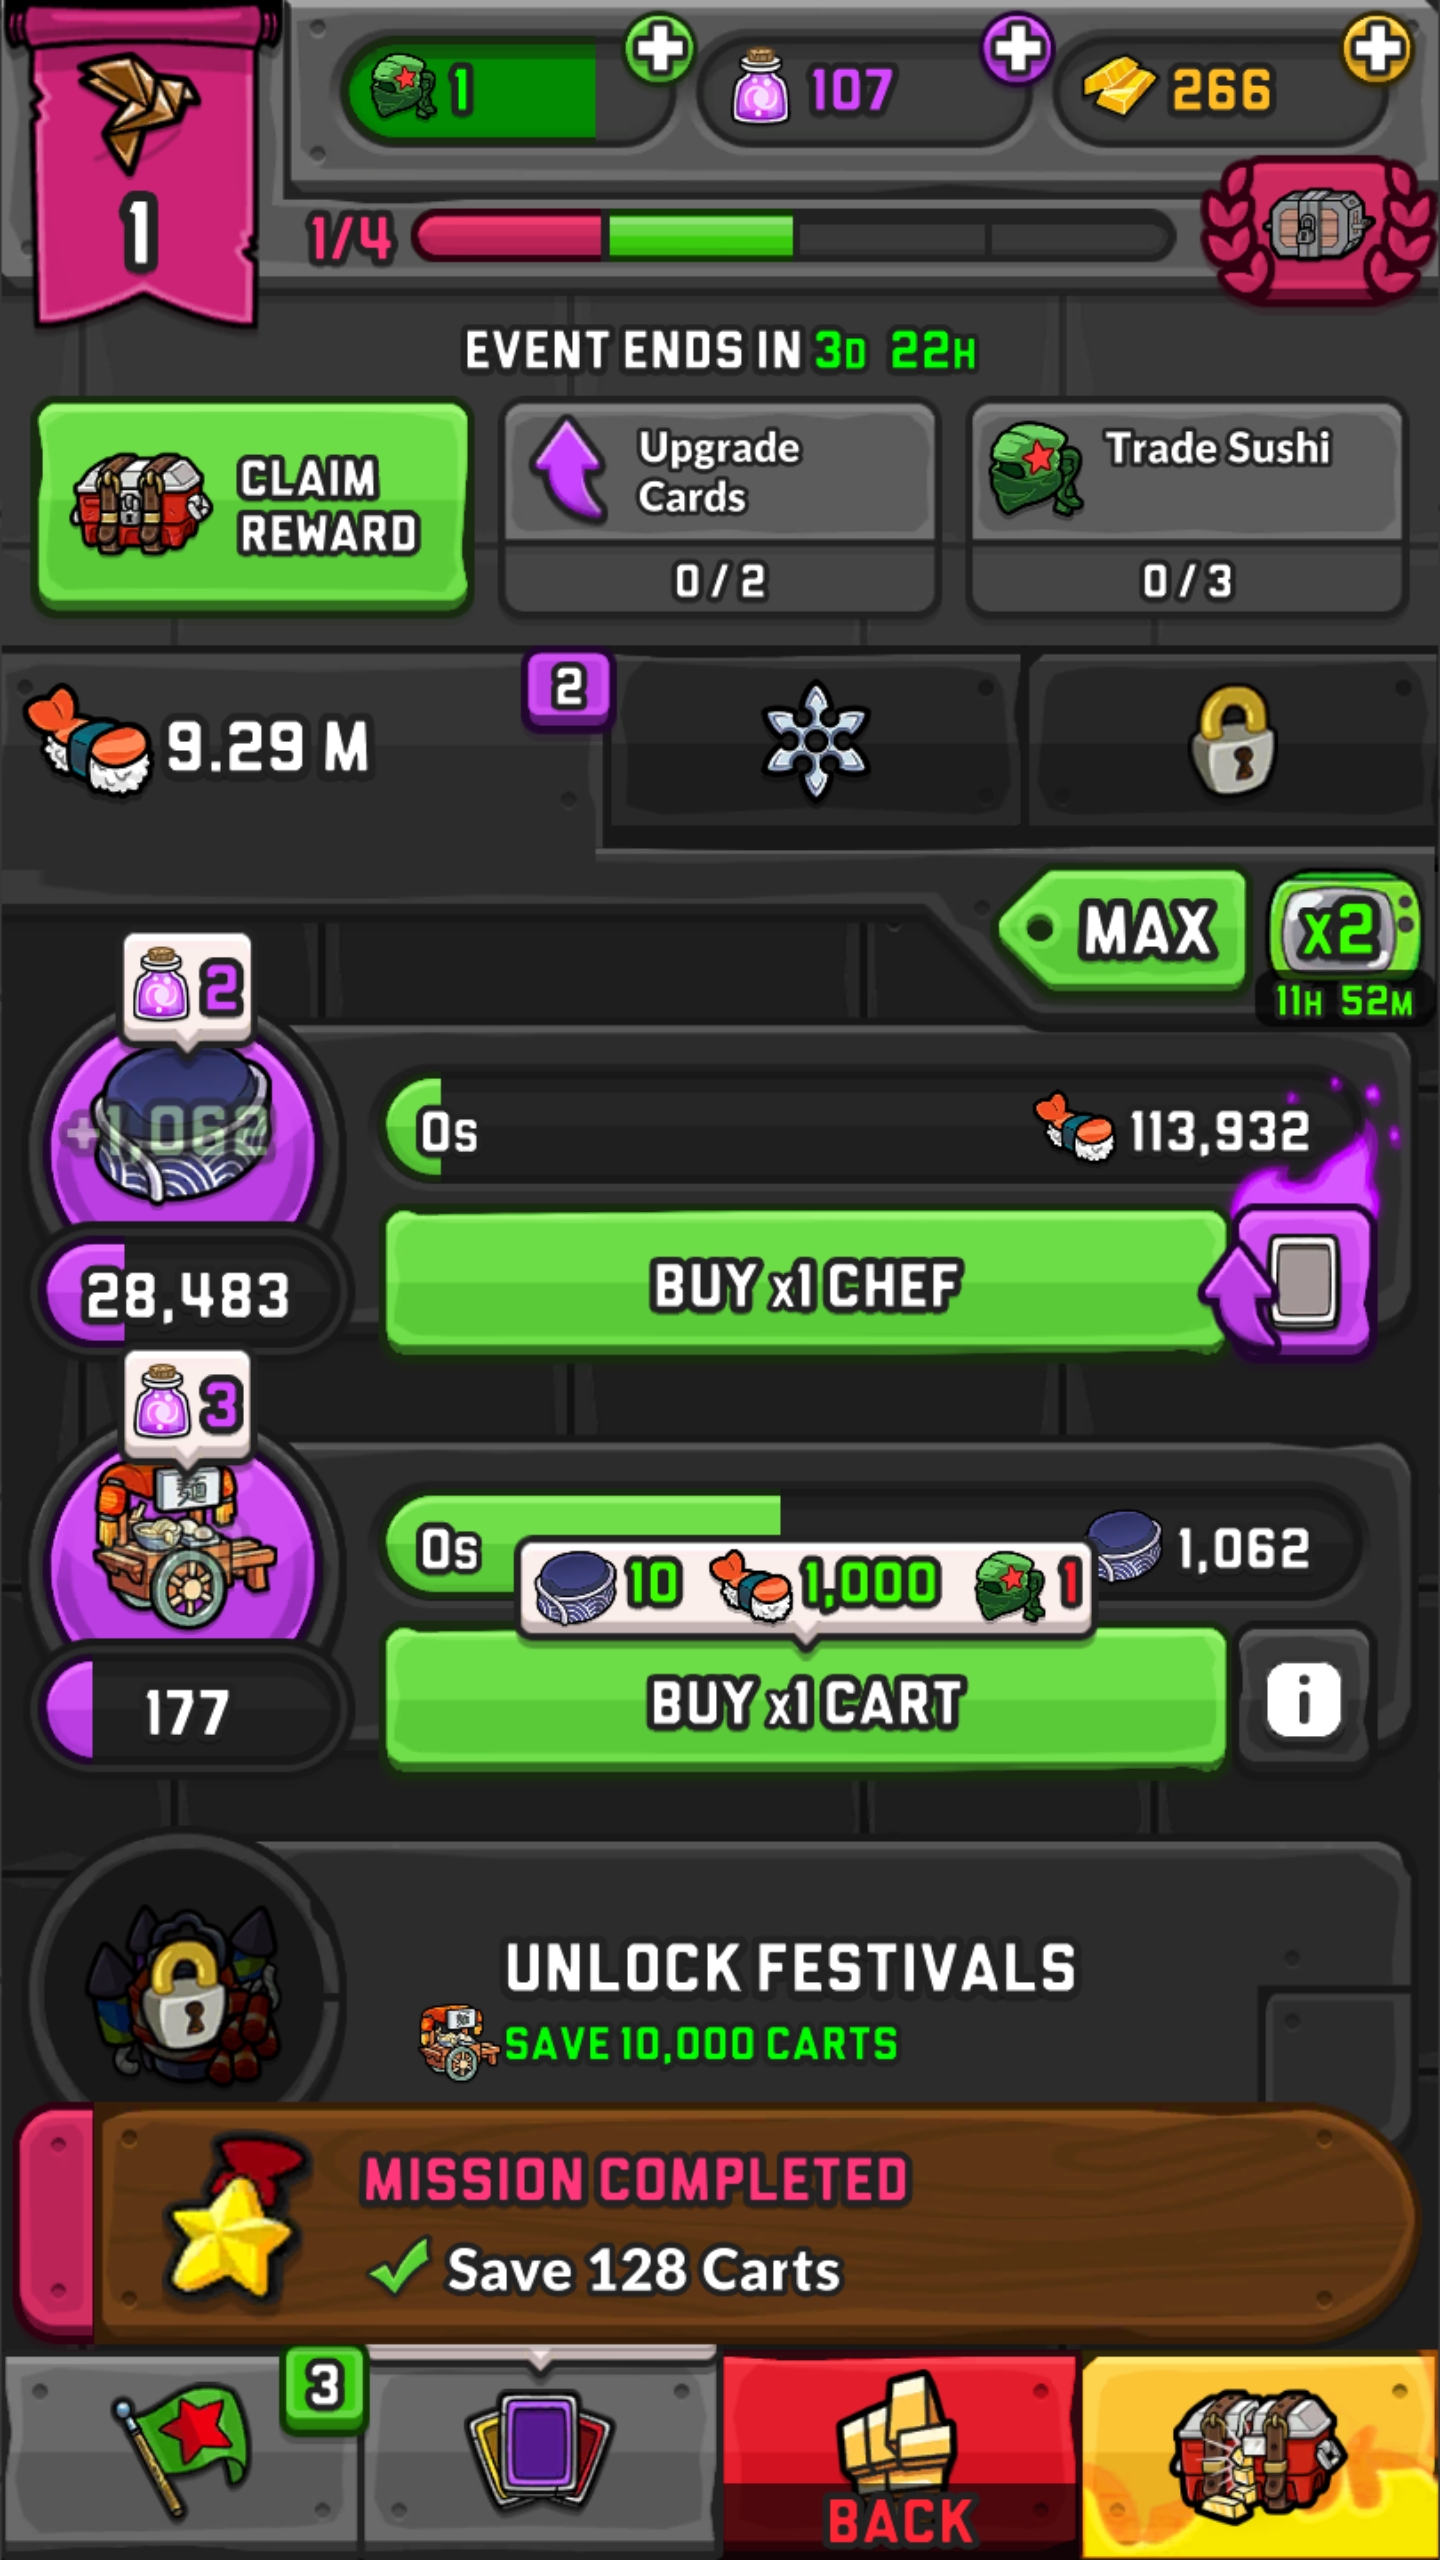 1
107
266
1
1/4
EVENT ENDS IN 3D 22H
CLAIM
REWARD
Upgrade
Cards
0/2
Trade Sushi
0/3
9.29 M
2
MAX
x2
11H 52M
2
+1,062
0s
113,932
BUY x1 CHEF
28,483
3
麺
0s
1,062
10 1,000 1
BUY x1 CART
i
177
UNLOCK FESTIVALS
SAVE 10,000 CARTS
MISSION COMPLETED
Save 128 Carts
3
BACK